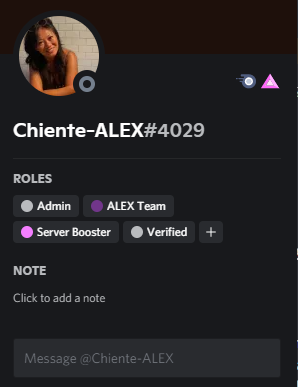 Chiente-ALEX#4029
ROLES
Admin ALEX Team
Server Booster Verified +
NOTE
Click to add a note
Message @Chiente-ALEX